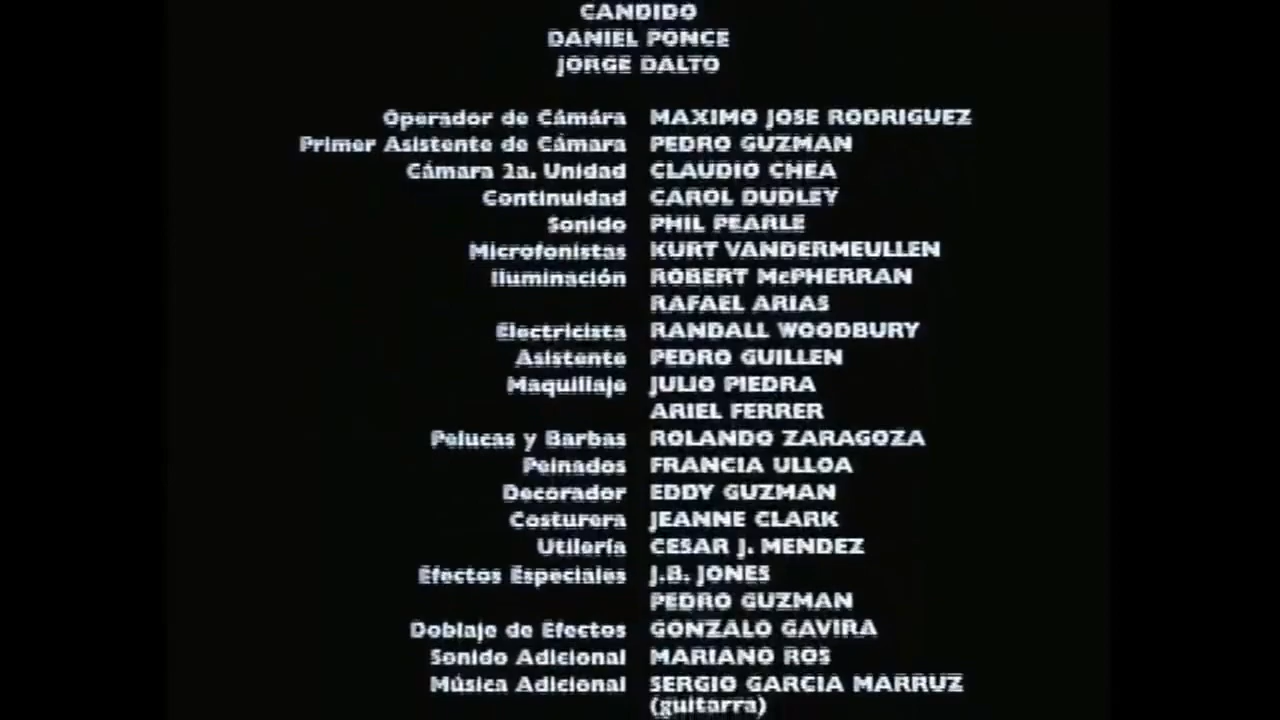 CANDIDO
DANIEL PONCE
JORGE DALTO
Operador de Cámára MAXIMO JOSE RODRIGUEZ
Primer Asistente de Cámara PEDRO GUZMAN
Cámara 2a. Unidad CLAUDIO CHEA
Continuidad CAROL DUDLEY
Sonido PHIL PEARLE
Microfonistas KURT VANDERMEULLEN
Iluminación ROBERT McPHERRAN
RAFAEL ARIAS
Electricista RANDALL WOODBURY
Asistente PEDRO GUILLEN
Maquillaje JULIO PIEDRA
ARIEL FERRER
Pelucas y Barbas ROLANDO ZARAGOZA
Peinados FRANCIA ULLOA
Decorador EDDY GUZMAN
Costurera JEANNE CLARK
Utilería CESAR J. MENDEZ
Efectos Especiales J.B. JONES
PEDRO GUZMAN
Doblaje de Efectos GONZALO GAVIRA
Sonido Adicional MARIANO ROS
Música Adicional SERGIO GARCIA MARRUZ
(guitarra)